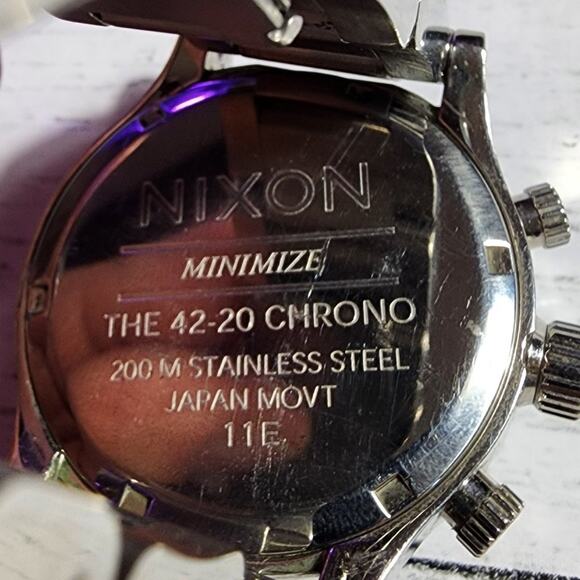 NIXON
MINIMIZE
THE 42-20 CHRONO
200 M STAINLESS STEEL
JAPAN MOVT
11E